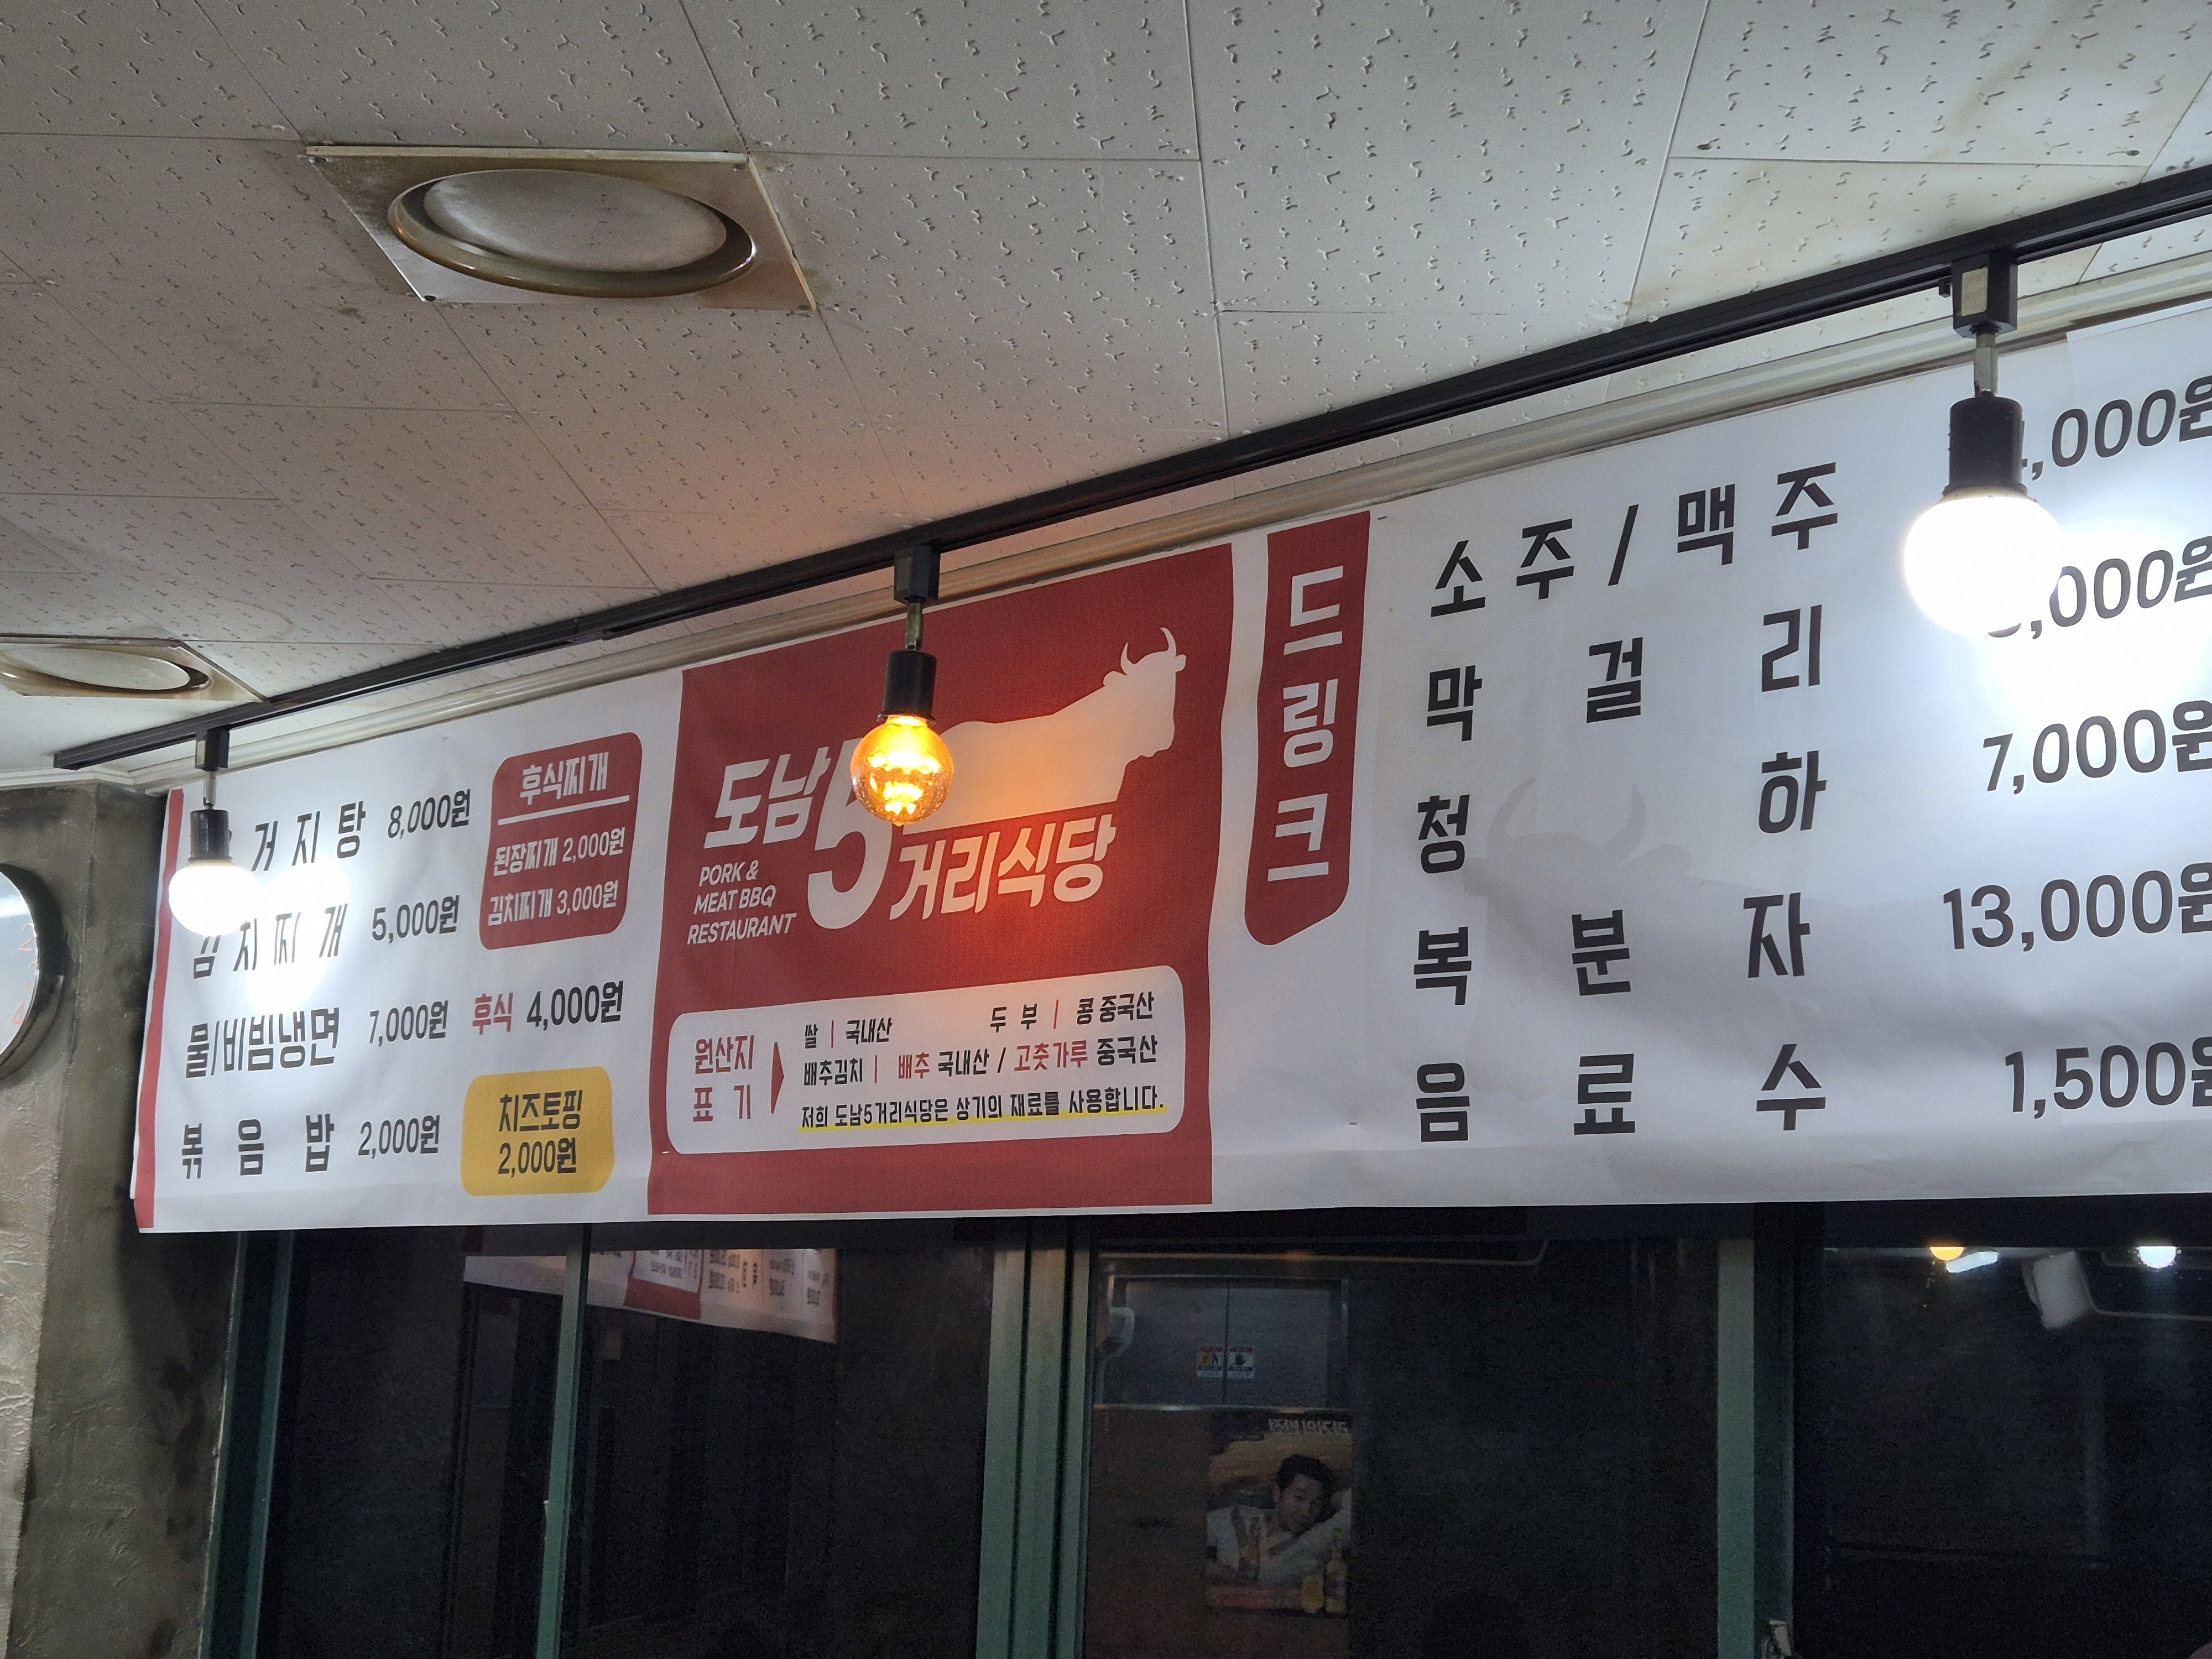 거지탕 8,000원
김치찌개 5,000원
물/비빔냉면 7,000원 후식 4,000원
볶음밥 2,000원
후식찌개
된장찌개 2,000원
김치찌개 3,000원
치즈토핑
2,000원
도남5거리식당
PORK &
MEAT BBQ
RESTAURANT
원산지
표기
쌀 | 국내산 두부 | 콩 중국산
배추김치 | 배추 국내산 / 고춧가루 중국산
저희 도남5거리식당은 상기의 재료를 사용합니다.
드링크
소주/맥주 ,000원
막걸리 ,000원
청하 7,000원
복분자 13,000원
음료수 1,500원